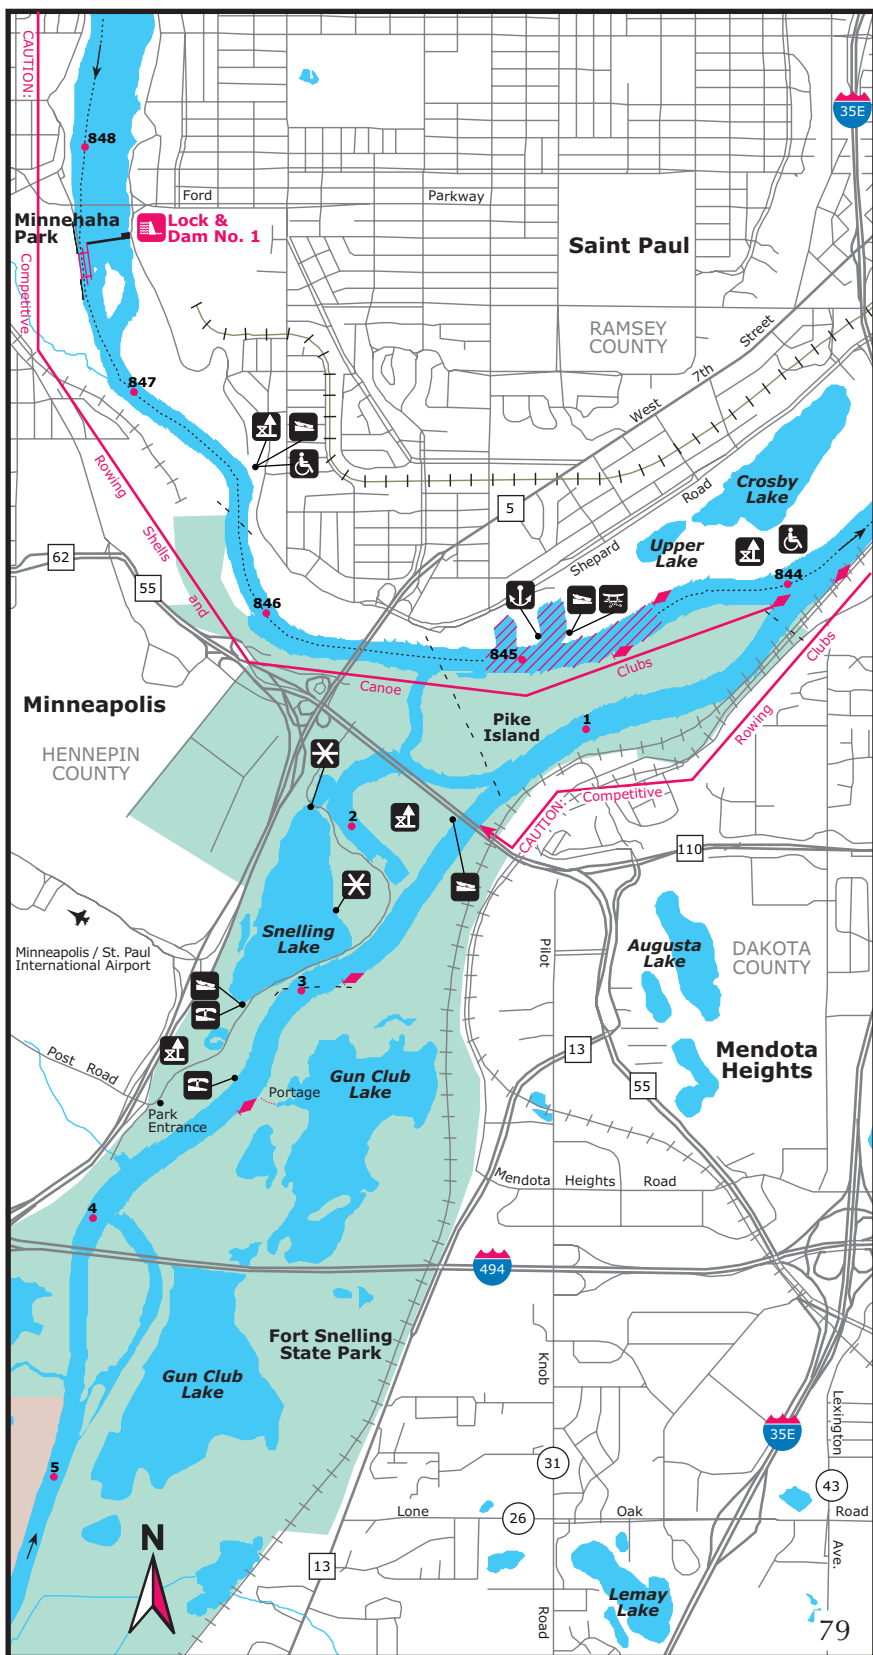 CAUTION:
35E
848
Ford
Parkway
Minnehaha
Park
Lock &
Dam No. 1
Saint Paul
Competitive
RAMSEY
COUNTY
West 7th Street
847
Rowing
Shells
and
5
Road
Crosby
Lake
Shepard
Upper
Lake
62
55
844
846
845
Canoe
Clubs
Clubs
Minneapolis
Pike
Island
1
Rowing
HENNEPIN
COUNTY
Competitive
CAUTION:
2
110
Snelling
Lake
Pilot
Augusta
Lake
DAKOTA
COUNTY
Minneapolis / St. Paul
International Airport
3
13
Mendota
Heights
Post Road
Gun Club
Lake
55
Portage
Park
Entrance
Mendota Heights Road
4
494
Fort Snelling
State Park
Gun Club
Lake
Knob
Lexington
35E
5
31
43
Lone
26
Oak
Road
N
13
Ave.
Lemay
Lake
Road
79